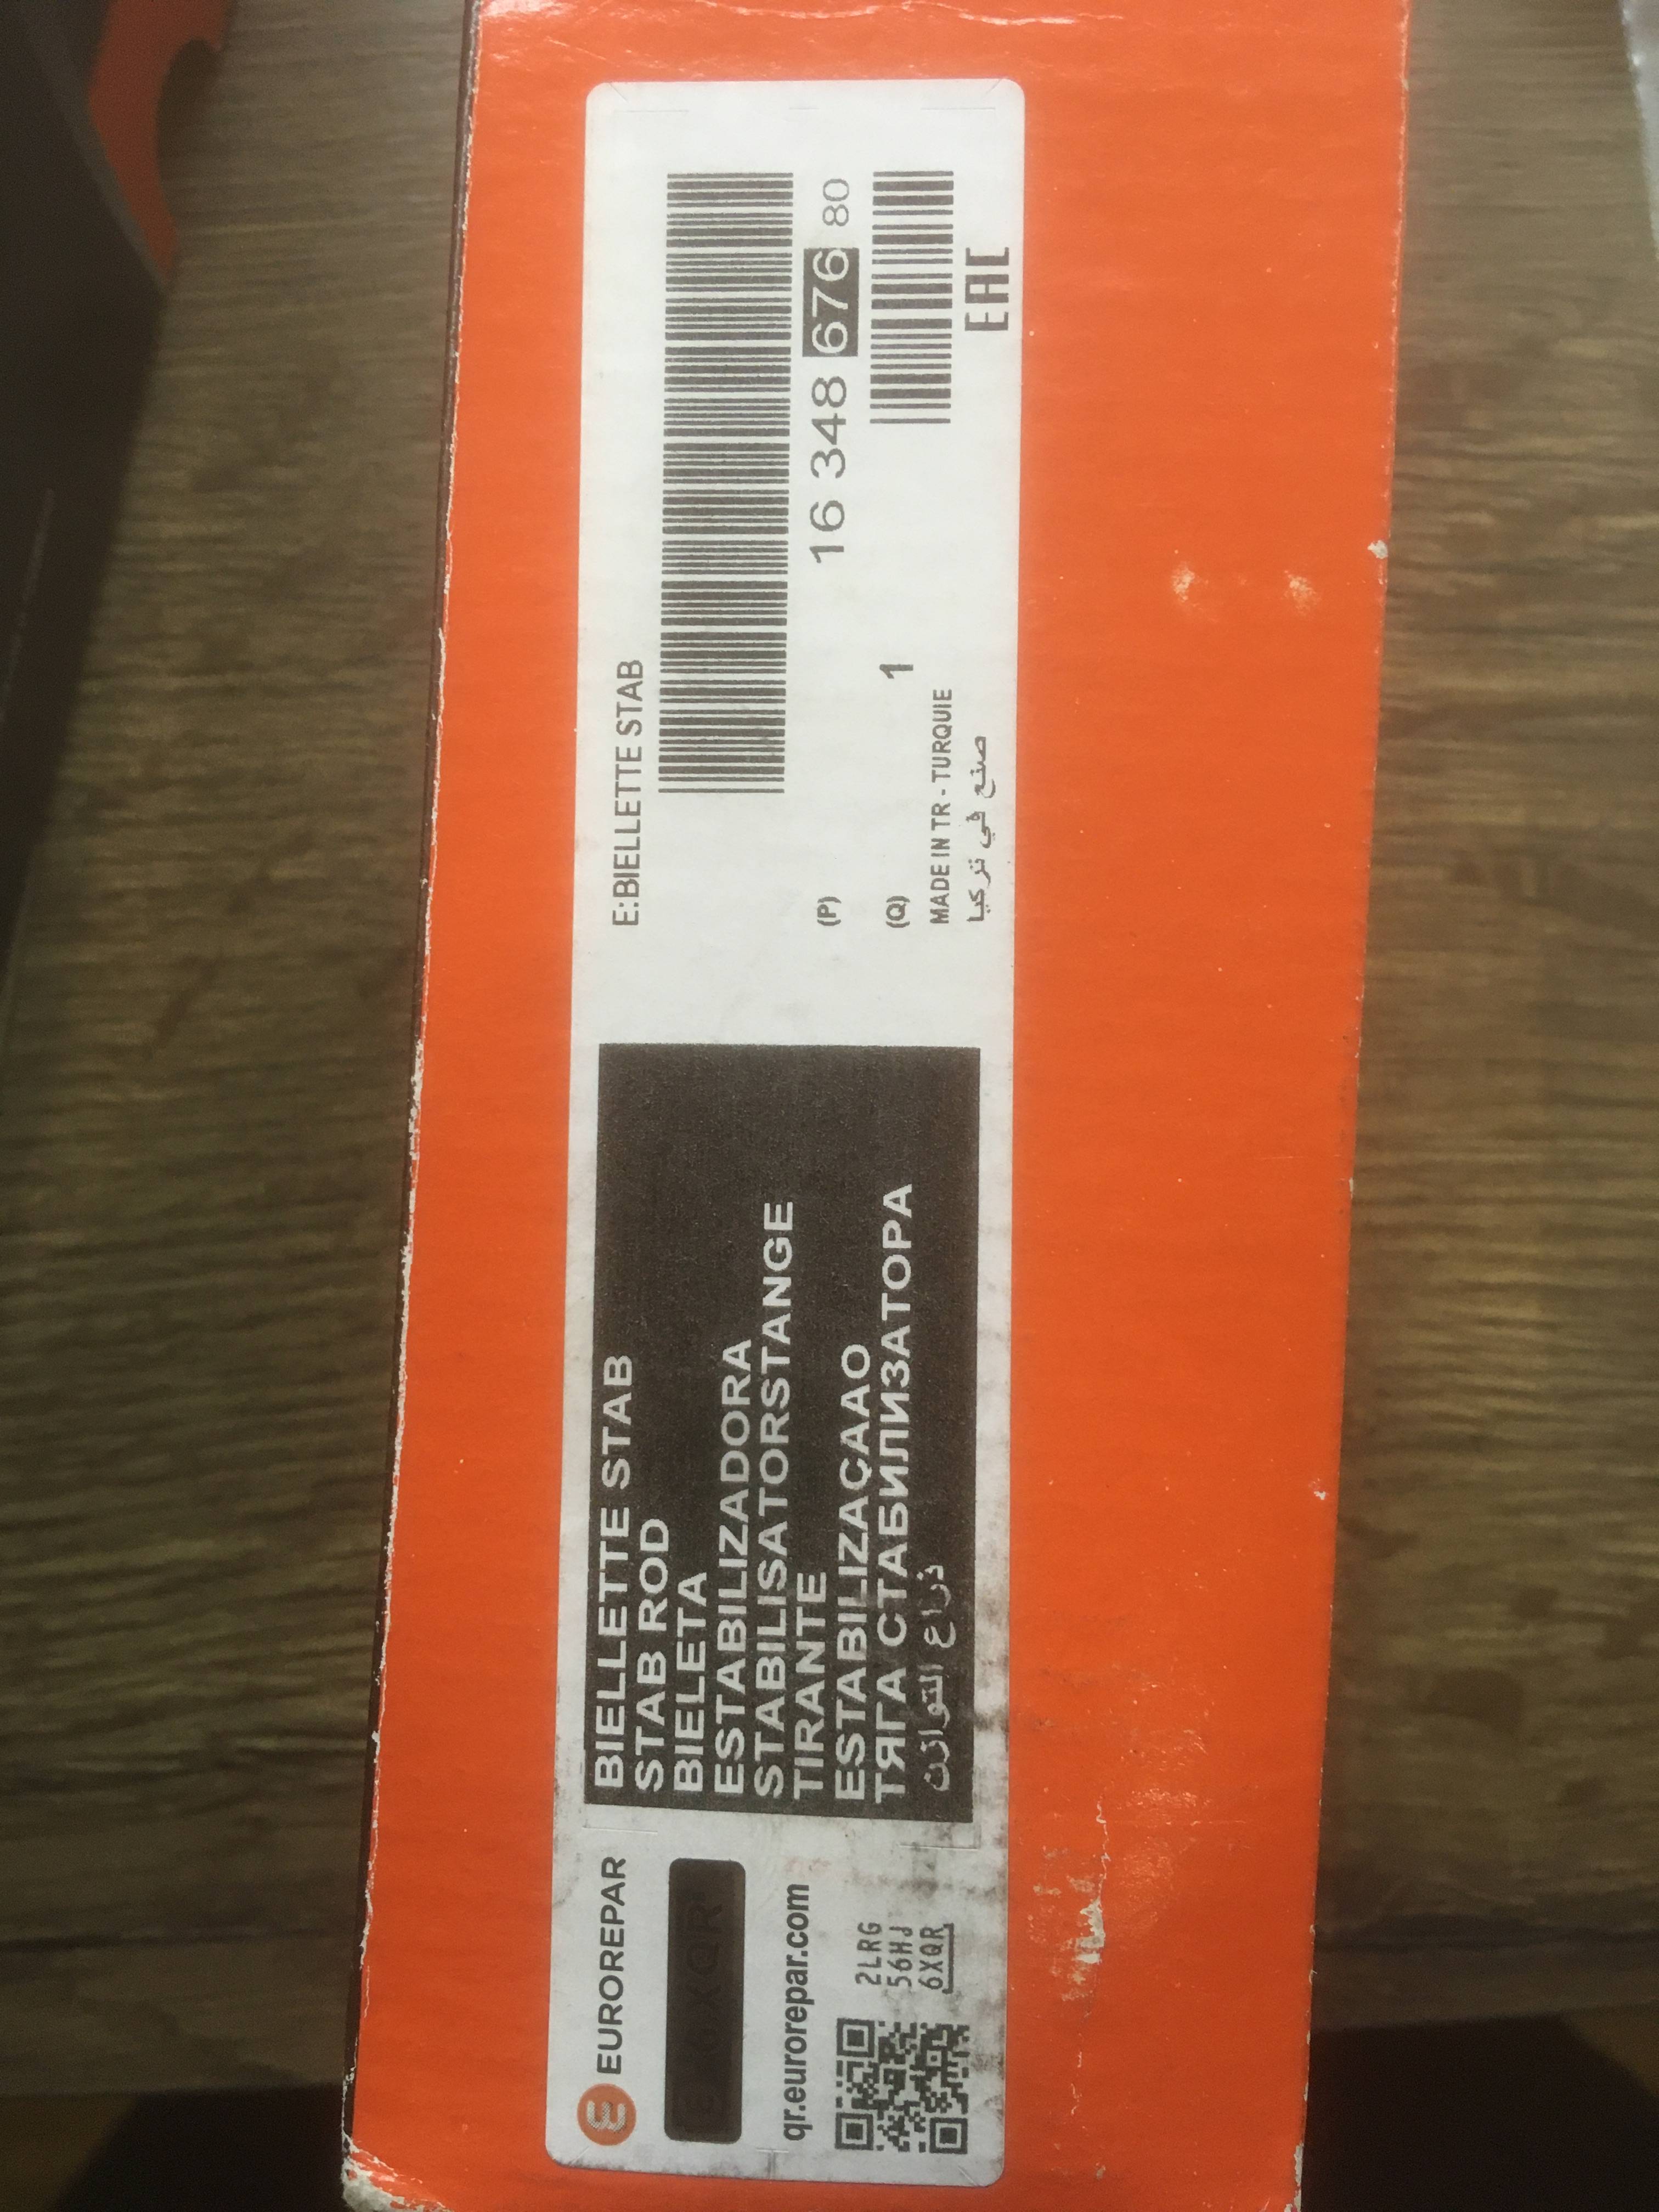 EUROREPAR
qr.eurorepar.com
2LRG
56HJ
6XQR
BIELLETTE STAB
STAB ROD
BIELETA
ESTABILIZADORA
STABILISATORSTANGE
TIRANTE
ESTABILIZAÇAAO
ТЯГА СТАБИЛЛИЗАТОРА
ذراع التوازن
E:BIELLETTE STAB
(P) 16 348 676 80
(Q) 1
MADE IN TR - TURQUIE
صنع في تركيا
EAC